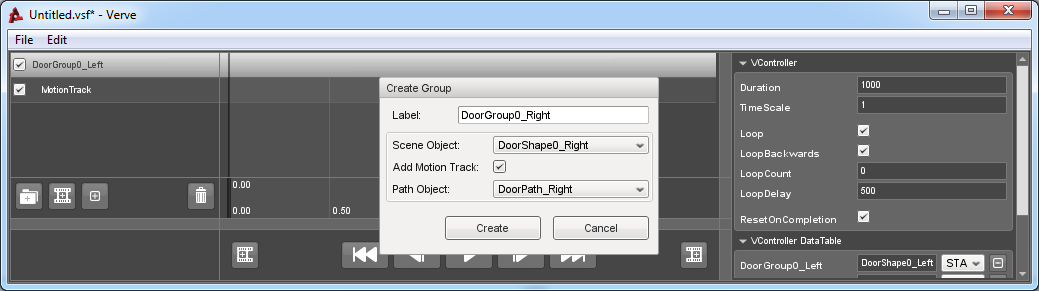 Untitled.vsf* - Verve
File Edit
DoorGroup0_Left
MotionTrack
0.00
0.00 0.50
Create Group
Label: DoorGroup0_Right
Scene Object: DoorShape0_Right
Add Motion Track:
Path Object: DoorPath_Right
Create Cancel
VController
Duration 1000
TimeScale 1
Loop
LoopBackwards
LoopCount 0
LoopDelay 500
ResetOnCompletion
VController DataTable
DoorGroup0_Left DoorShape0_Left STA